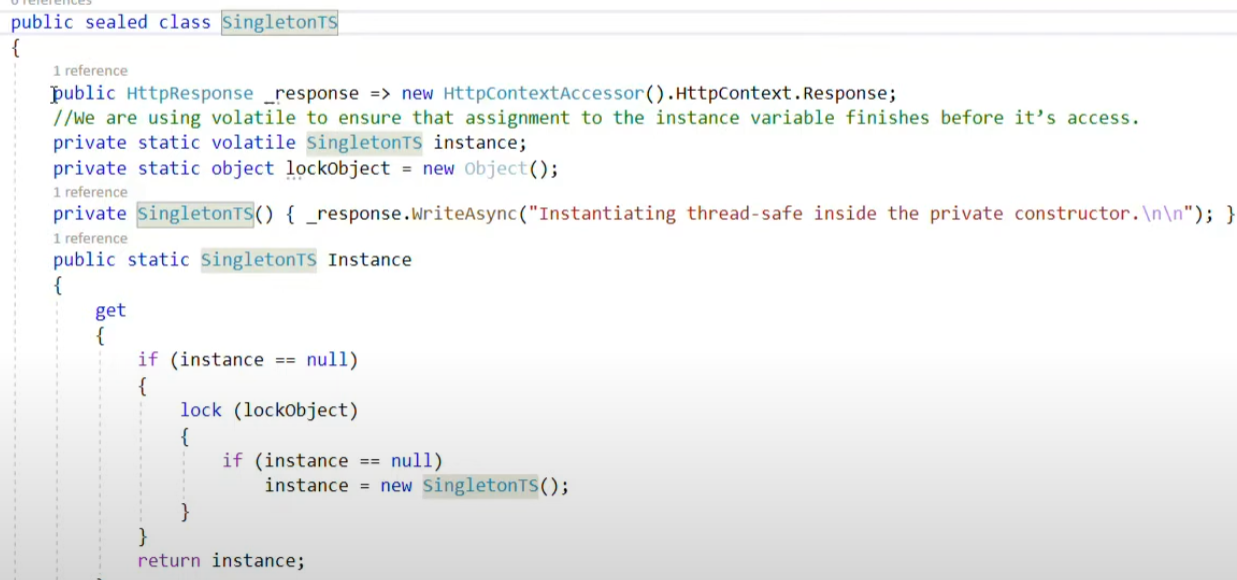 0 references
public sealed class SingletonTS
{
1 reference
public HttpResponse _response => new HttpContextAccessor().HttpContext.Response;
//We are using volatile to ensure that assignment to the instance variable finishes before it’s access.
private static volatile SingletonTS instance;
private static object lockObject = new Object();
1 reference
private SingletonTS() { _response.WriteAsync("Instantiating thread-safe inside the private constructor.\n\n"); }
1 reference
public static SingletonTS Instance
{
get
{
if (instance == null)
{
lock (lockObject)
{
if (instance == null)
instance = new SingletonTS();
}
}
return instance;